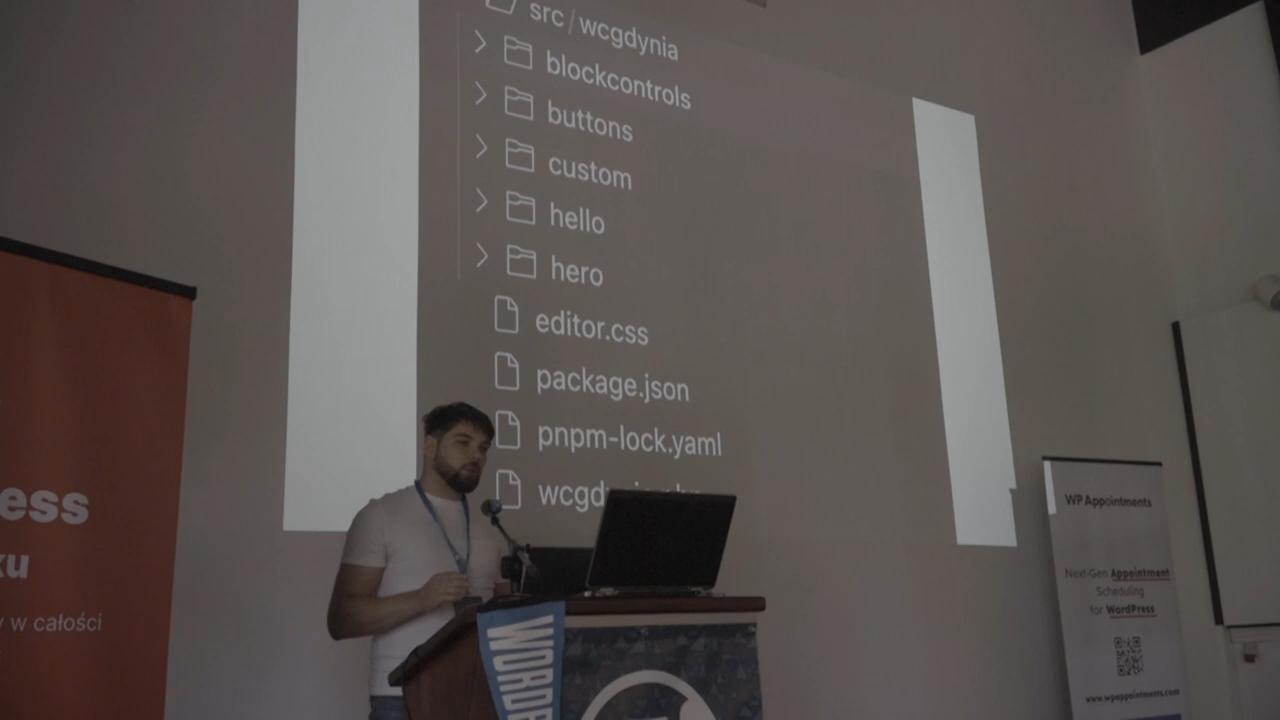 src/wcgdynia
blockcontrols
buttons
custom
hello
hero
editor.css
package.json
pnpm-lock.yaml
ess
ku
w całości
WORDP
WP Appointments
Next-Gen Appointment
Scheduling
for WordPress
www.wpappointments.com